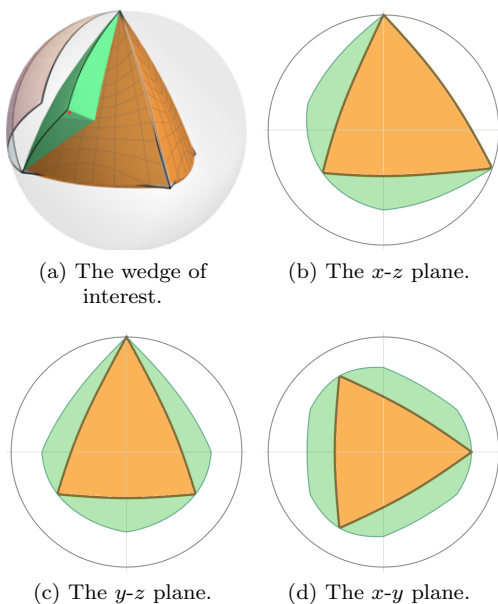 (a) The wedge of
interest.
(b) The x-z plane.
(c) The y-z plane.
(d) The x-y plane.